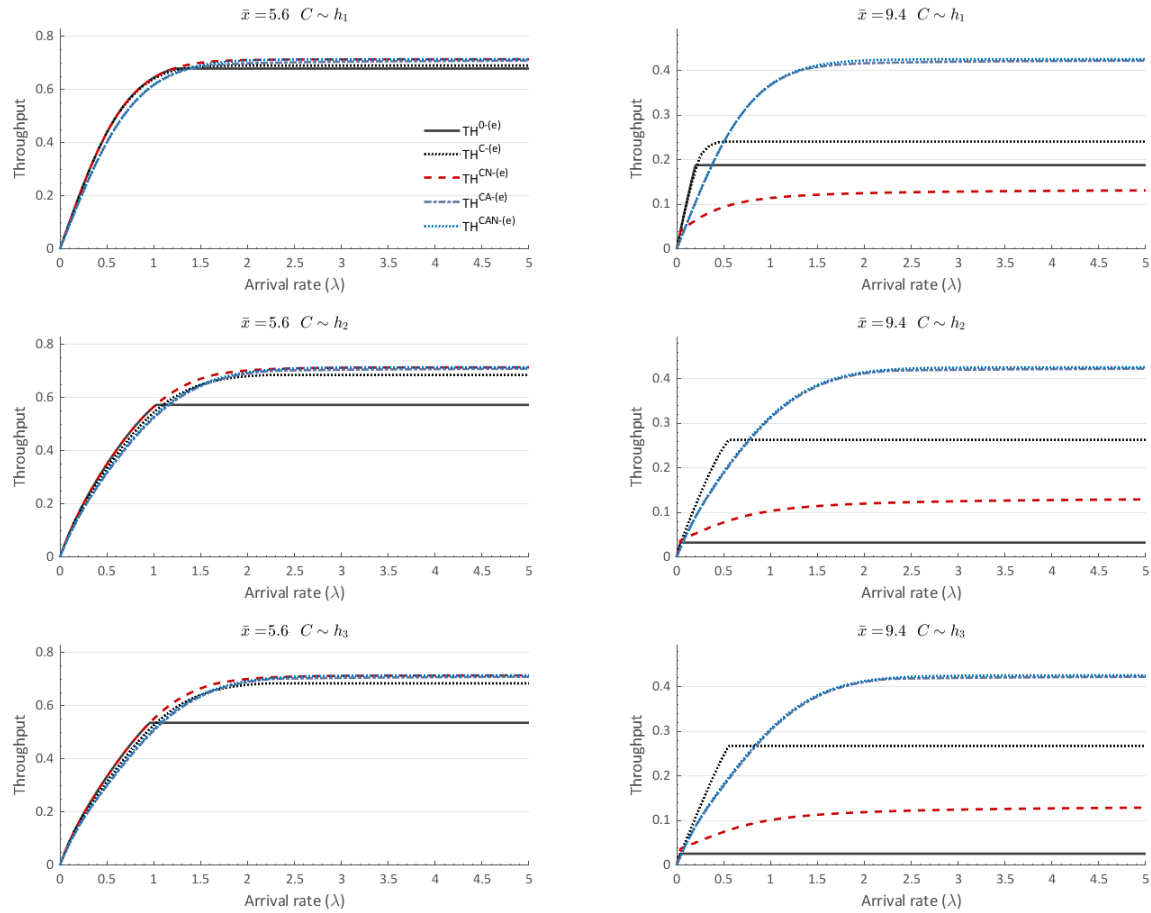 x̄ = 5.6 C ∼ h₁
Throughput
0.8
0.6
0.4
0.2
0
0 0.5 1 1.5 2 2.5 3 3.5 4 4.5 5
Arrival rate (λ)
TH^0-(e)
TH^C-(e)
TH^CN-(e)
TH^CA-(e)
TH^CAN-(e)
x̄ = 9.4 C ∼ h₁
Throughput
0.4
0.3
0.2
0.1
0
0 0.5 1 1.5 2 2.5 3 3.5 4 4.5 5
Arrival rate (λ)
x̄ = 5.6 C ∼ h₂
Throughput
0.8
0.6
0.4
0.2
0
0 0.5 1 1.5 2 2.5 3 3.5 4 4.5 5
Arrival rate (λ)
x̄ = 9.4 C ∼ h₂
Throughput
0.4
0.3
0.2
0.1
0
0 0.5 1 1.5 2 2.5 3 3.5 4 4.5 5
Arrival rate (λ)
x̄ = 5.6 C ∼ h₃
Throughput
0.8
0.6
0.4
0.2
0
0 0.5 1 1.5 2 2.5 3 3.5 4 4.5 5
Arrival rate (λ)
x̄ = 9.4 C ∼ h₃
Throughput
0.4
0.3
0.2
0.1
0
0 0.5 1 1.5 2 2.5 3 3.5 4 4.5 5
Arrival rate (λ)